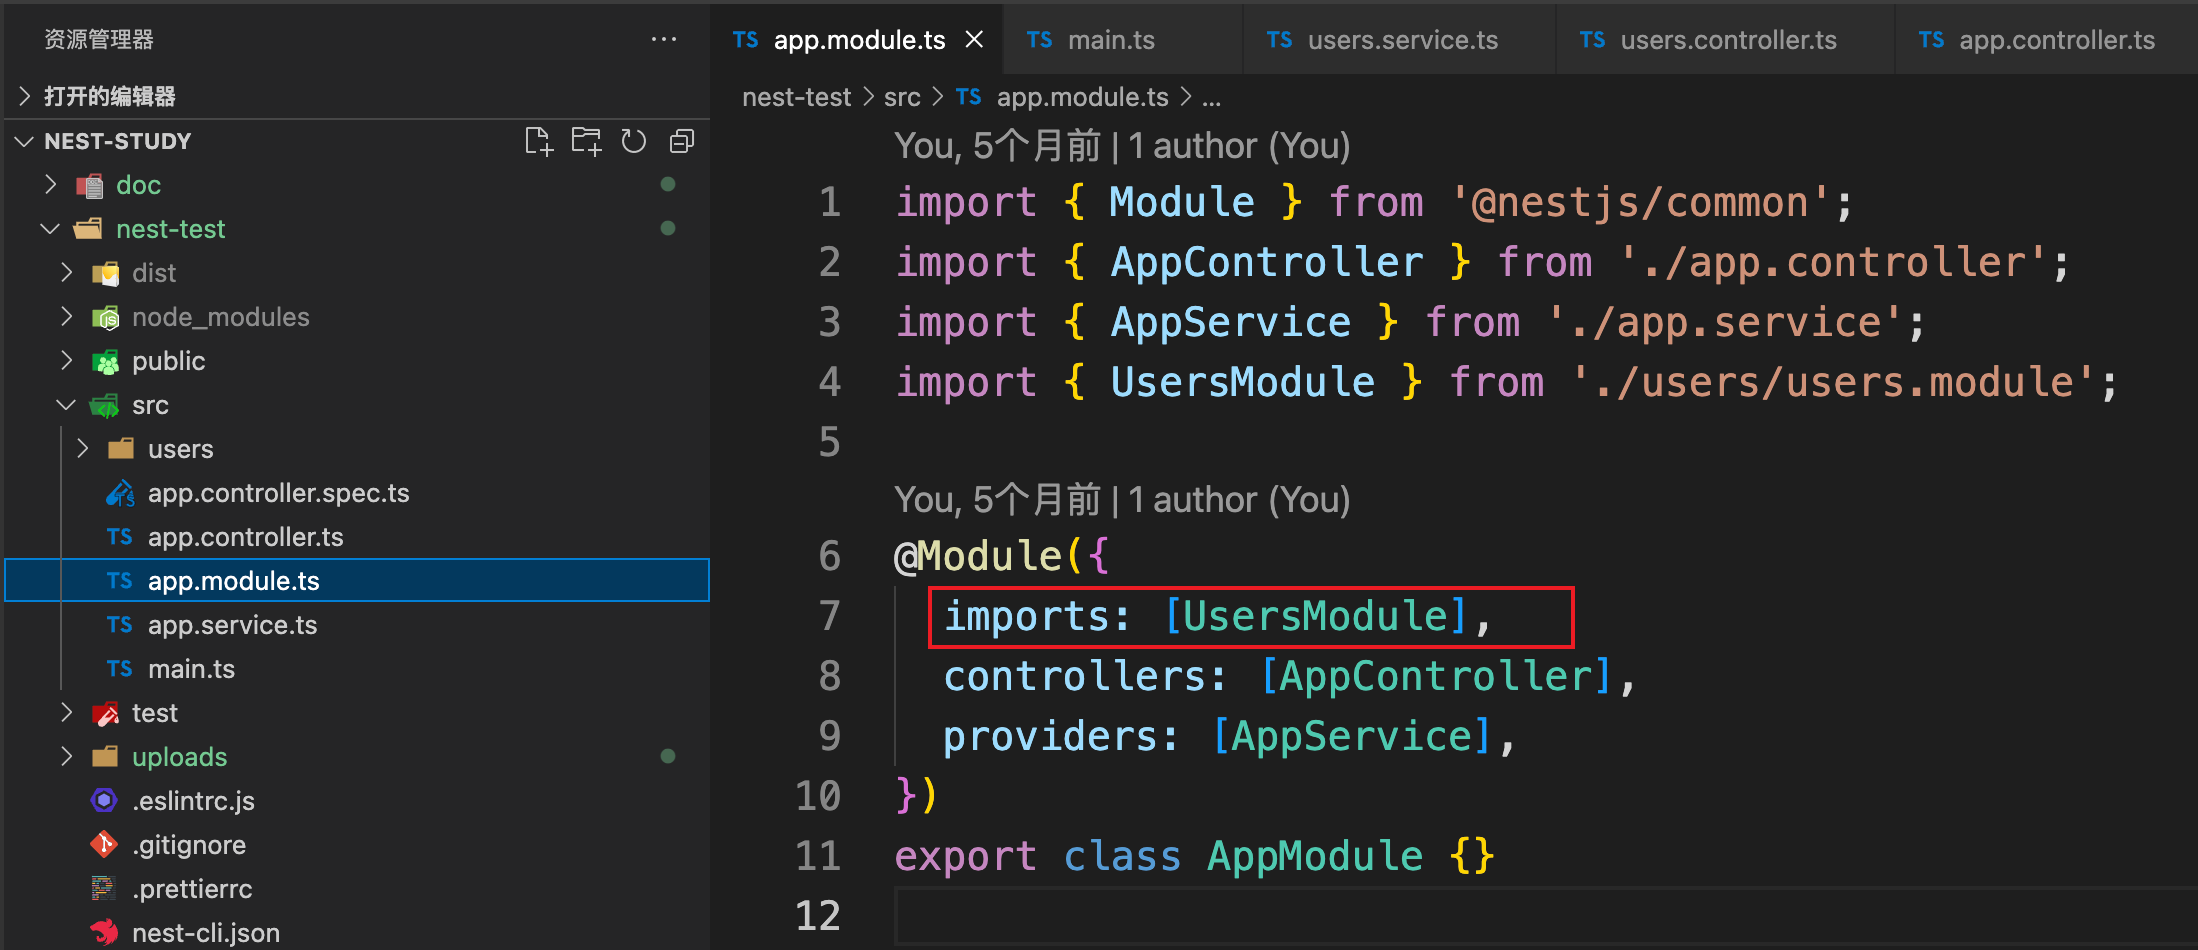 资源管理器
打开的编辑器
NEST-STUDY
doc
nest-test
dist
node_modules
public
src
users
app.controller.spec.ts
app.controller.ts
app.module.ts
app.service.ts
main.ts
test
uploads
.eslintrc.js
.gitignore
.prettierrc
nest-cli.json
TS app.module.ts TS main.ts TS users.service.ts TS users.controller.ts TS app.controller.ts
nest-test > src > TS app.module.ts > ...
You, 5个月前 | 1 author (You)
1 import { Module } from '@nestjs/common';
2 import { AppController } from './app.controller';
3 import { AppService } from './app.service';
4 import { UsersModule } from './users/users.module';
5
You, 5个月前 | 1 author (You)
6 @Module({
7 imports: [UsersModule],
8 controllers: [AppController],
9 providers: [AppService],
10 })
11 export class AppModule {}
12